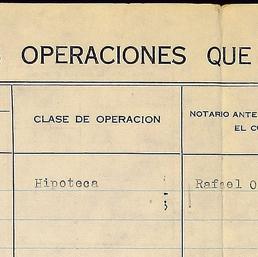 OPERACIONES QUE
CLASE DE OPERACION
NOTARIO ANTE
EL
Hipoteca
Rafael O